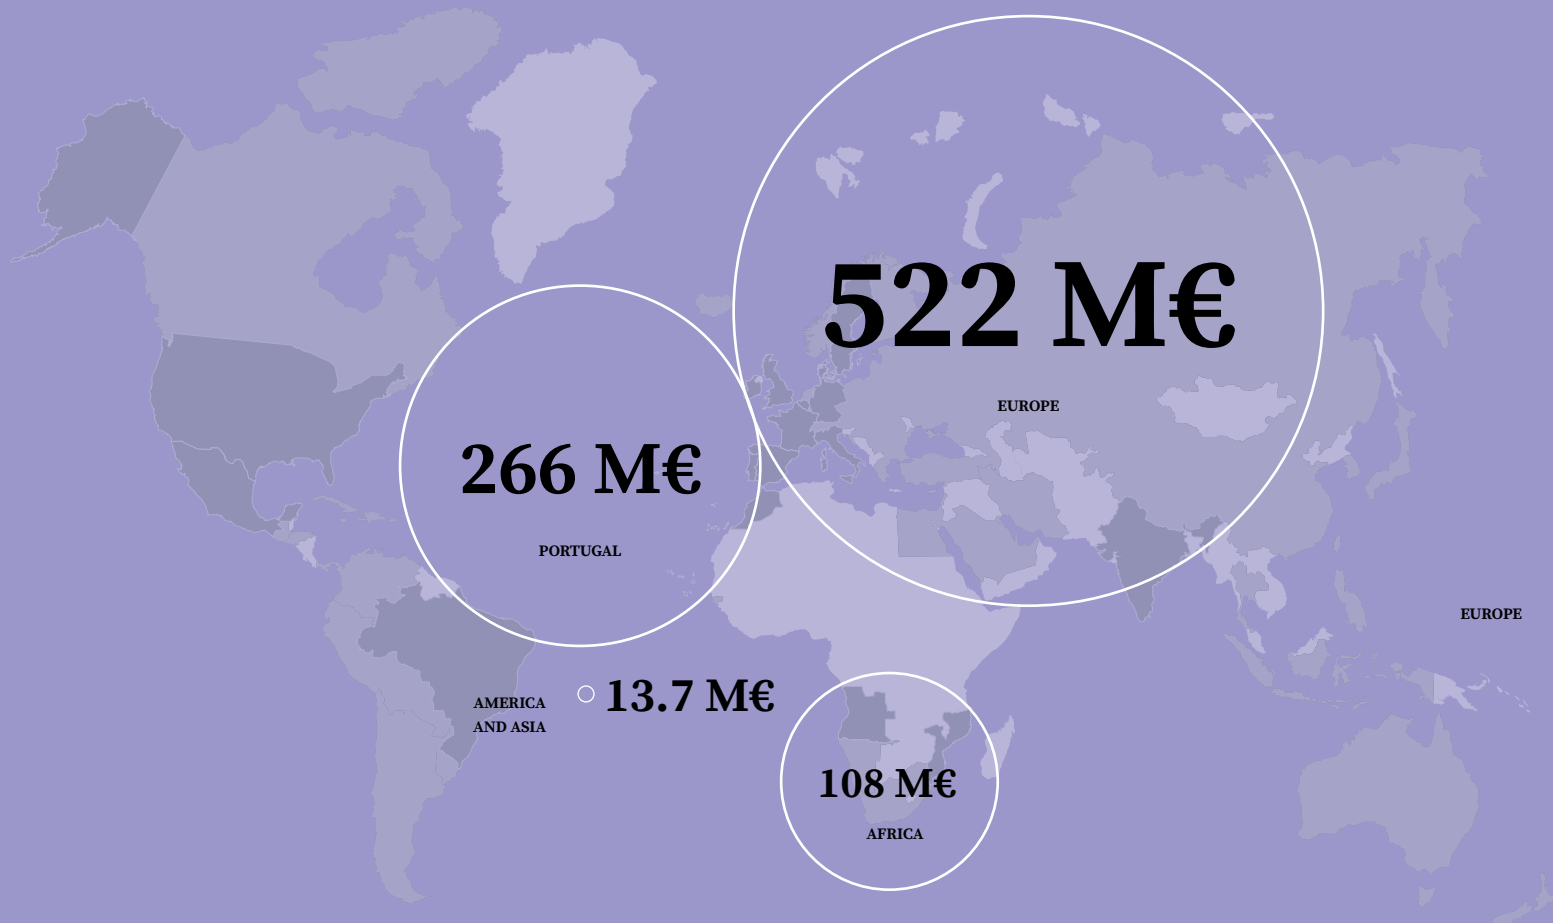 522 M€
EUROPE
266 M€
PORTUGAL
EUROPE
AMERICA
AND ASIA
13.7 M€
108 M€
AFRICA